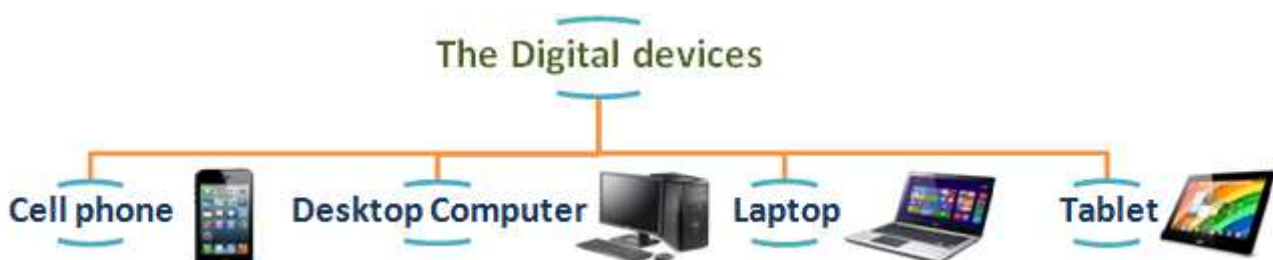 The Digital devices
Cell phone
Desktop Computer
Laptop
Tablet